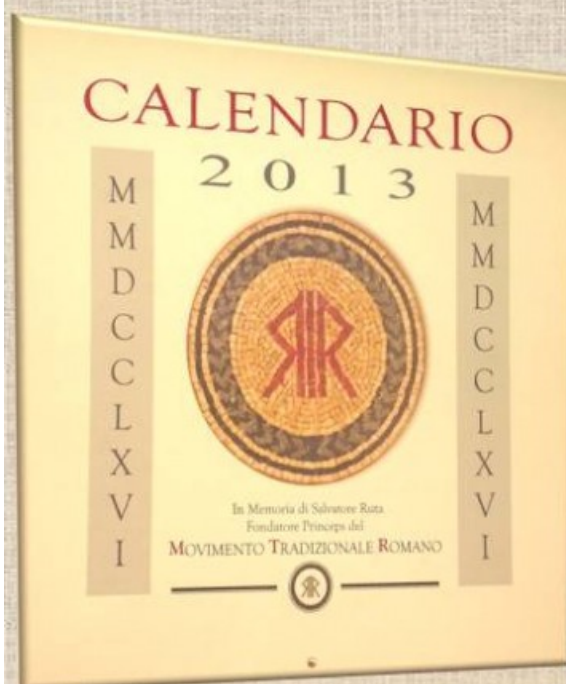 CALENDARIO
2013
MMDCCLXVI
MMDCCLXVI
In Memoria di Salvatore Ruta
Fondatore Princeps del
MOVIMENTO TRADIZIONALE ROMANO